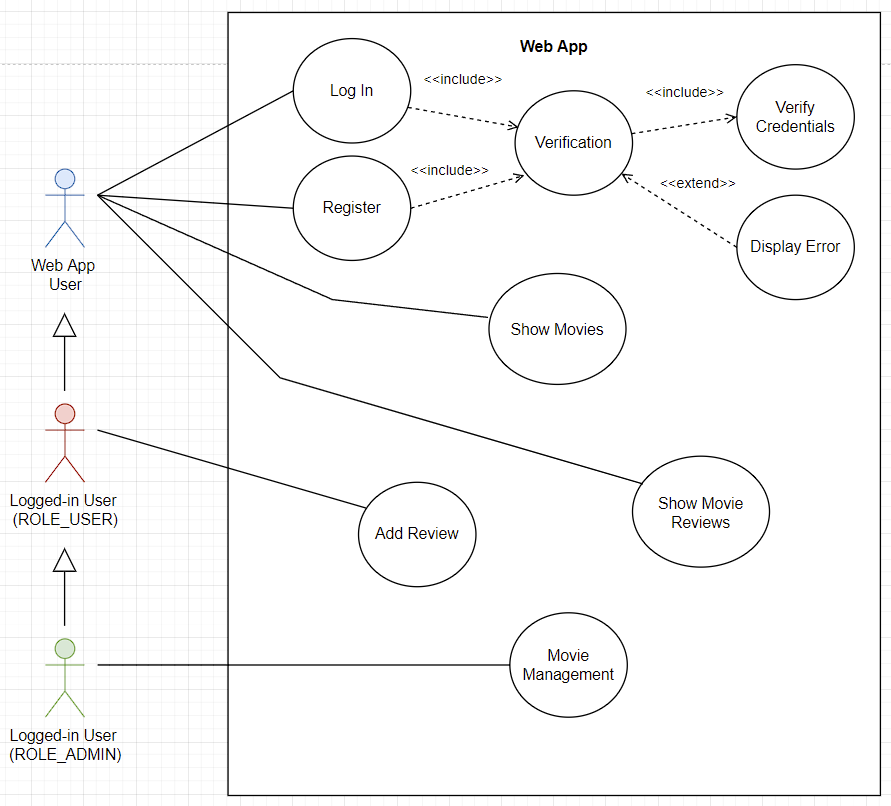 Web App
Log In
<<include>>
<<include>>
Verify
Credentials
Verification
<<include>>
Register
<<extend>>
Display Error
Web App
User
Show Movies
Logged-in User
(ROLE_USER)
Show Movie
Reviews
Add Review
Movie
Management
Logged-in User
(ROLE_ADMIN)